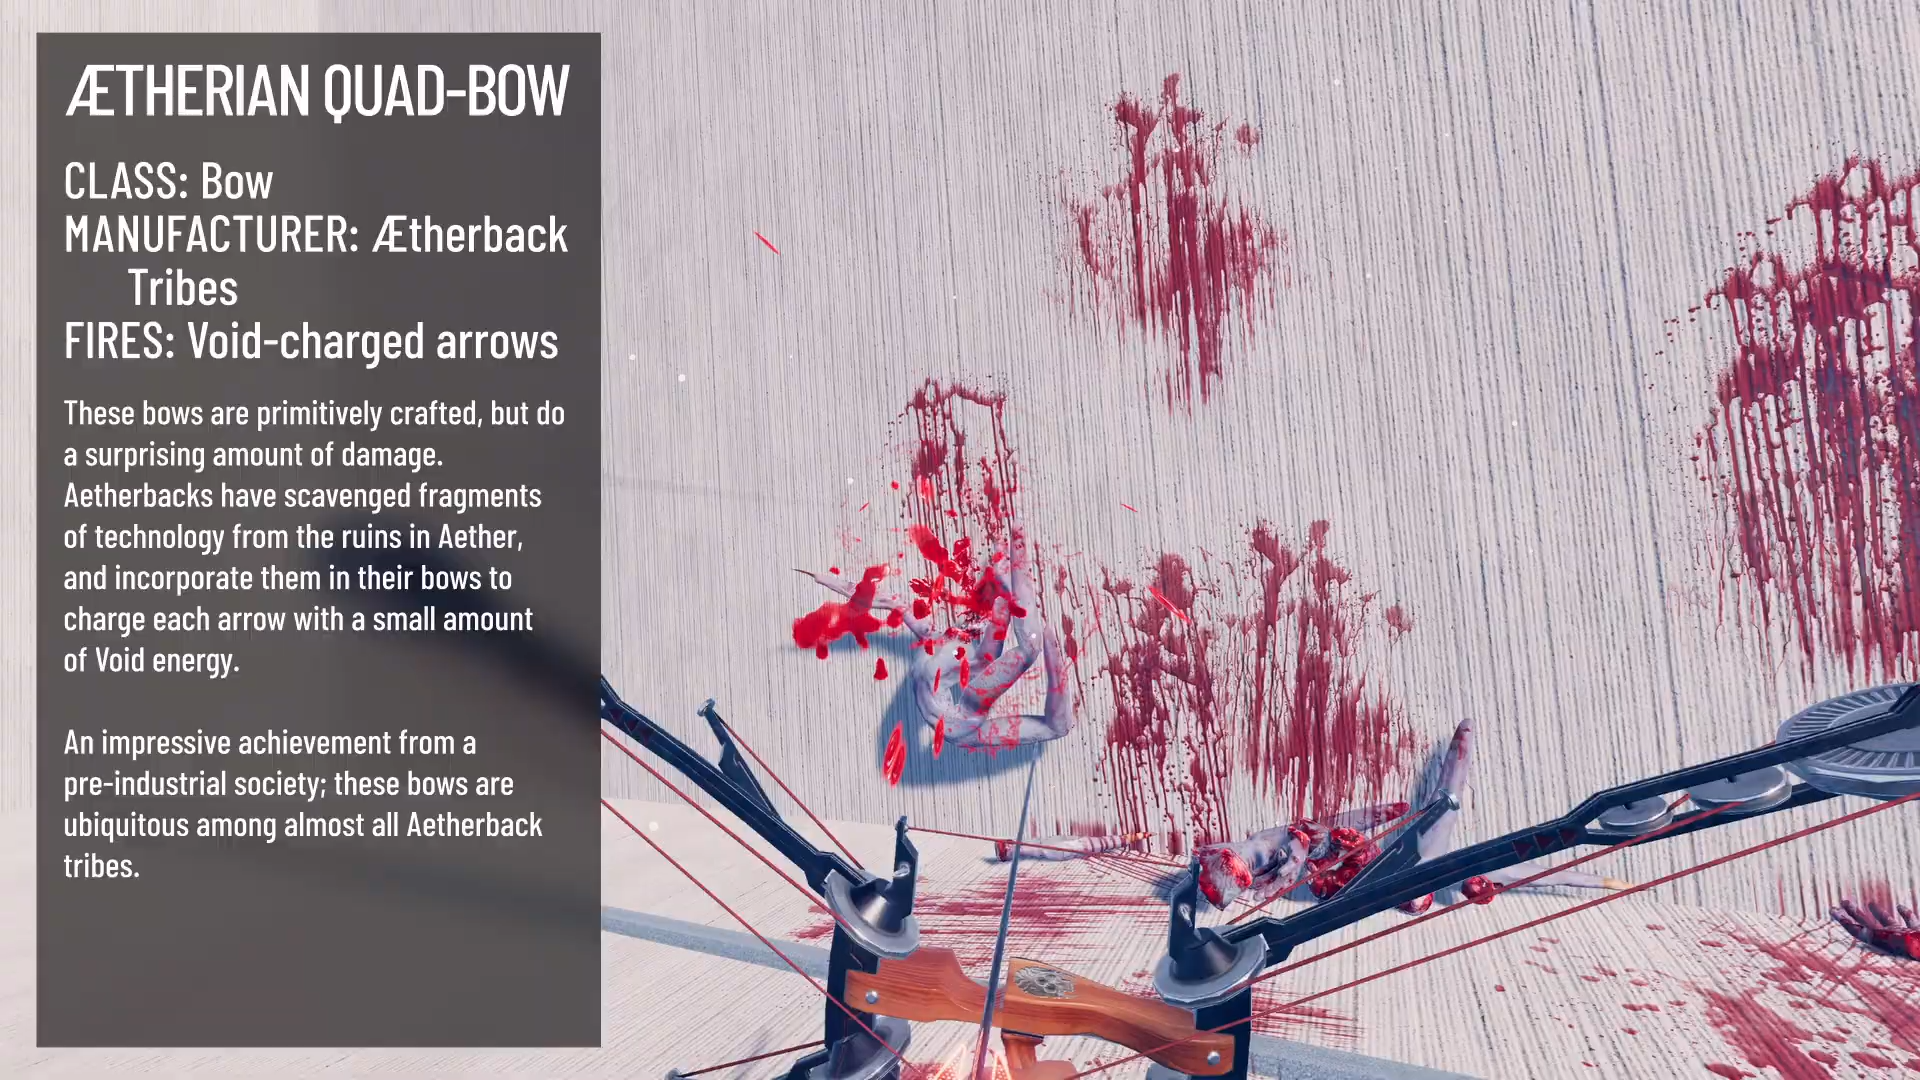 ÆTHERIAN QUAD-BOW
CLASS: Bow
MANUFACTURER: Ætherback
Tribes
FIRES: Void-charged arrows
These bows are primitively crafted, but do
a surprising amount of damage.
Aetherbacks have scavenged fragments
of technology from the ruins in Aether,
and incorporate them in their bows to
charge each arrow with a small amount
of Void energy.
An impressive achievement from a
pre-industrial society; these bows are
ubiquitous among almost all Aetherback
tribes.